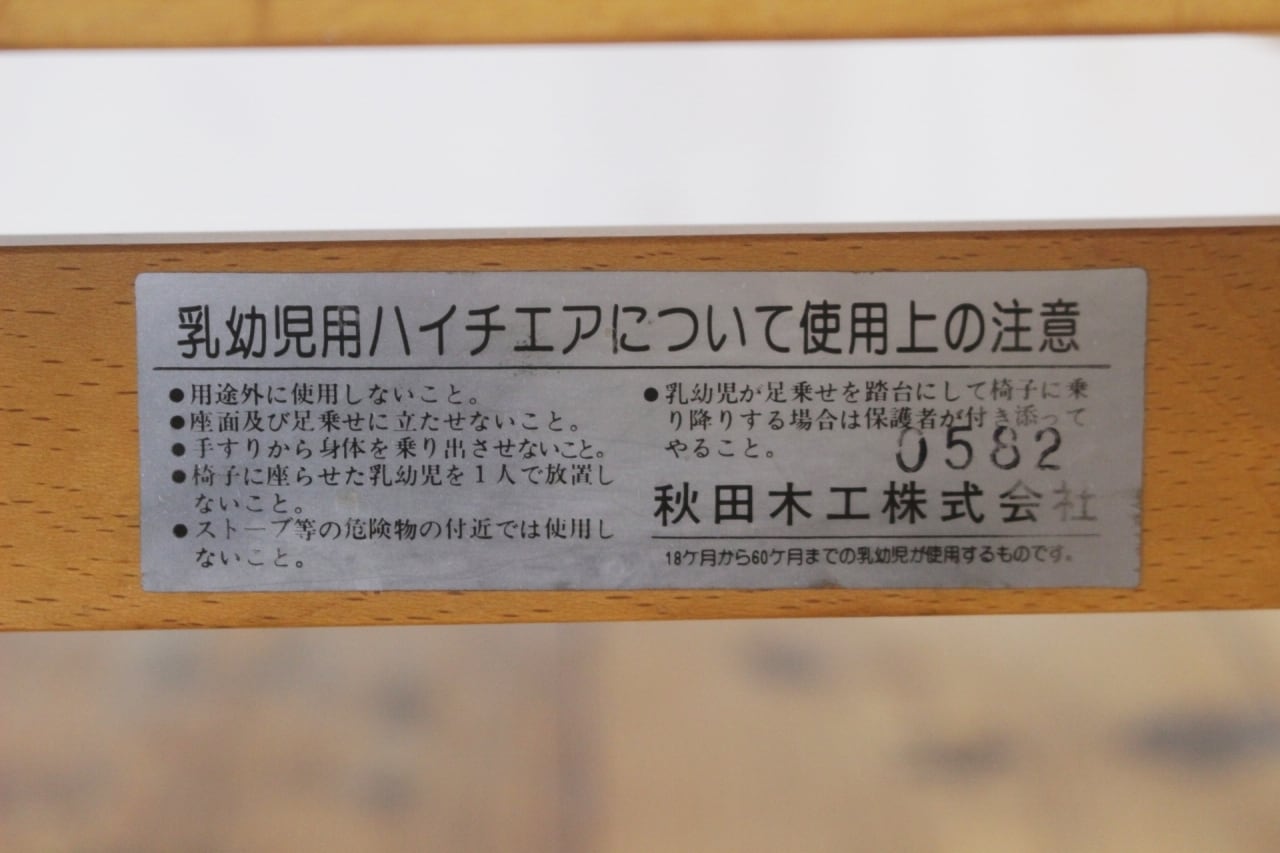 乳幼児用ハイチエアについて使用上の注意
●用途外に使用しないこと。
●座面及び足乗せに立たせないこと。
●手すりから身体を乗り出させないこと。
●椅子に座らせた乳幼児を1人で放置し
ないこと。
●ストーブ等の危険物の付近では使用し
ないこと。
●乳幼児が足乗せを踏台にして椅子に乗
り降りする場合は保護者が付き添って
やること。
0582
秋田木工株式会社
18ケ月から60ケ月までの乳幼児が使用するものです。